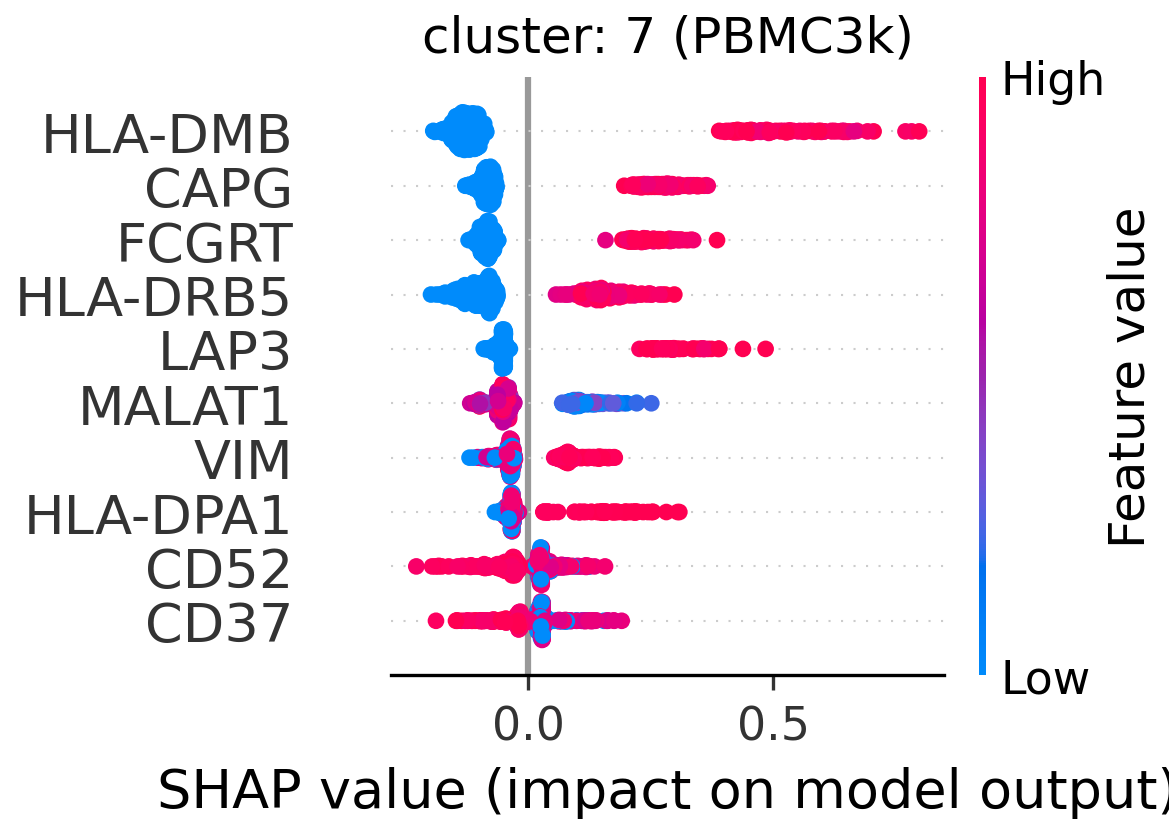 cluster: 7 (PBMC3k)
High
HLA-DMB
CAPG
FCGRT
HLA-DRB5
LAP3
MALAT1
VIM
HLA-DPA1
CD52
CD37
Feature value
Low
0.0 0.5
SHAP value (impact on model output)